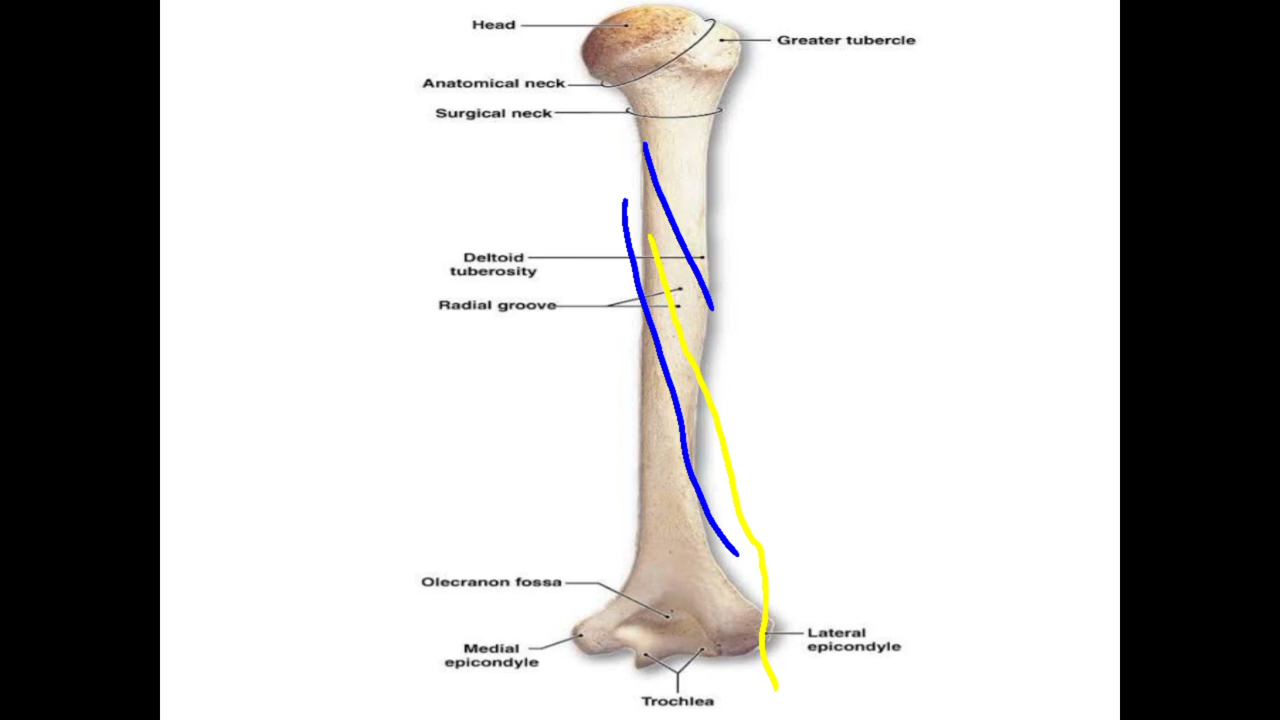 Head
Greater tubercle
Anatomical neck
Surgical neck
Deltoid
tuberosity
Radial groove
Olecranon fossa
Medial
epicondyle
Lateral
epicondyle
Trochlea